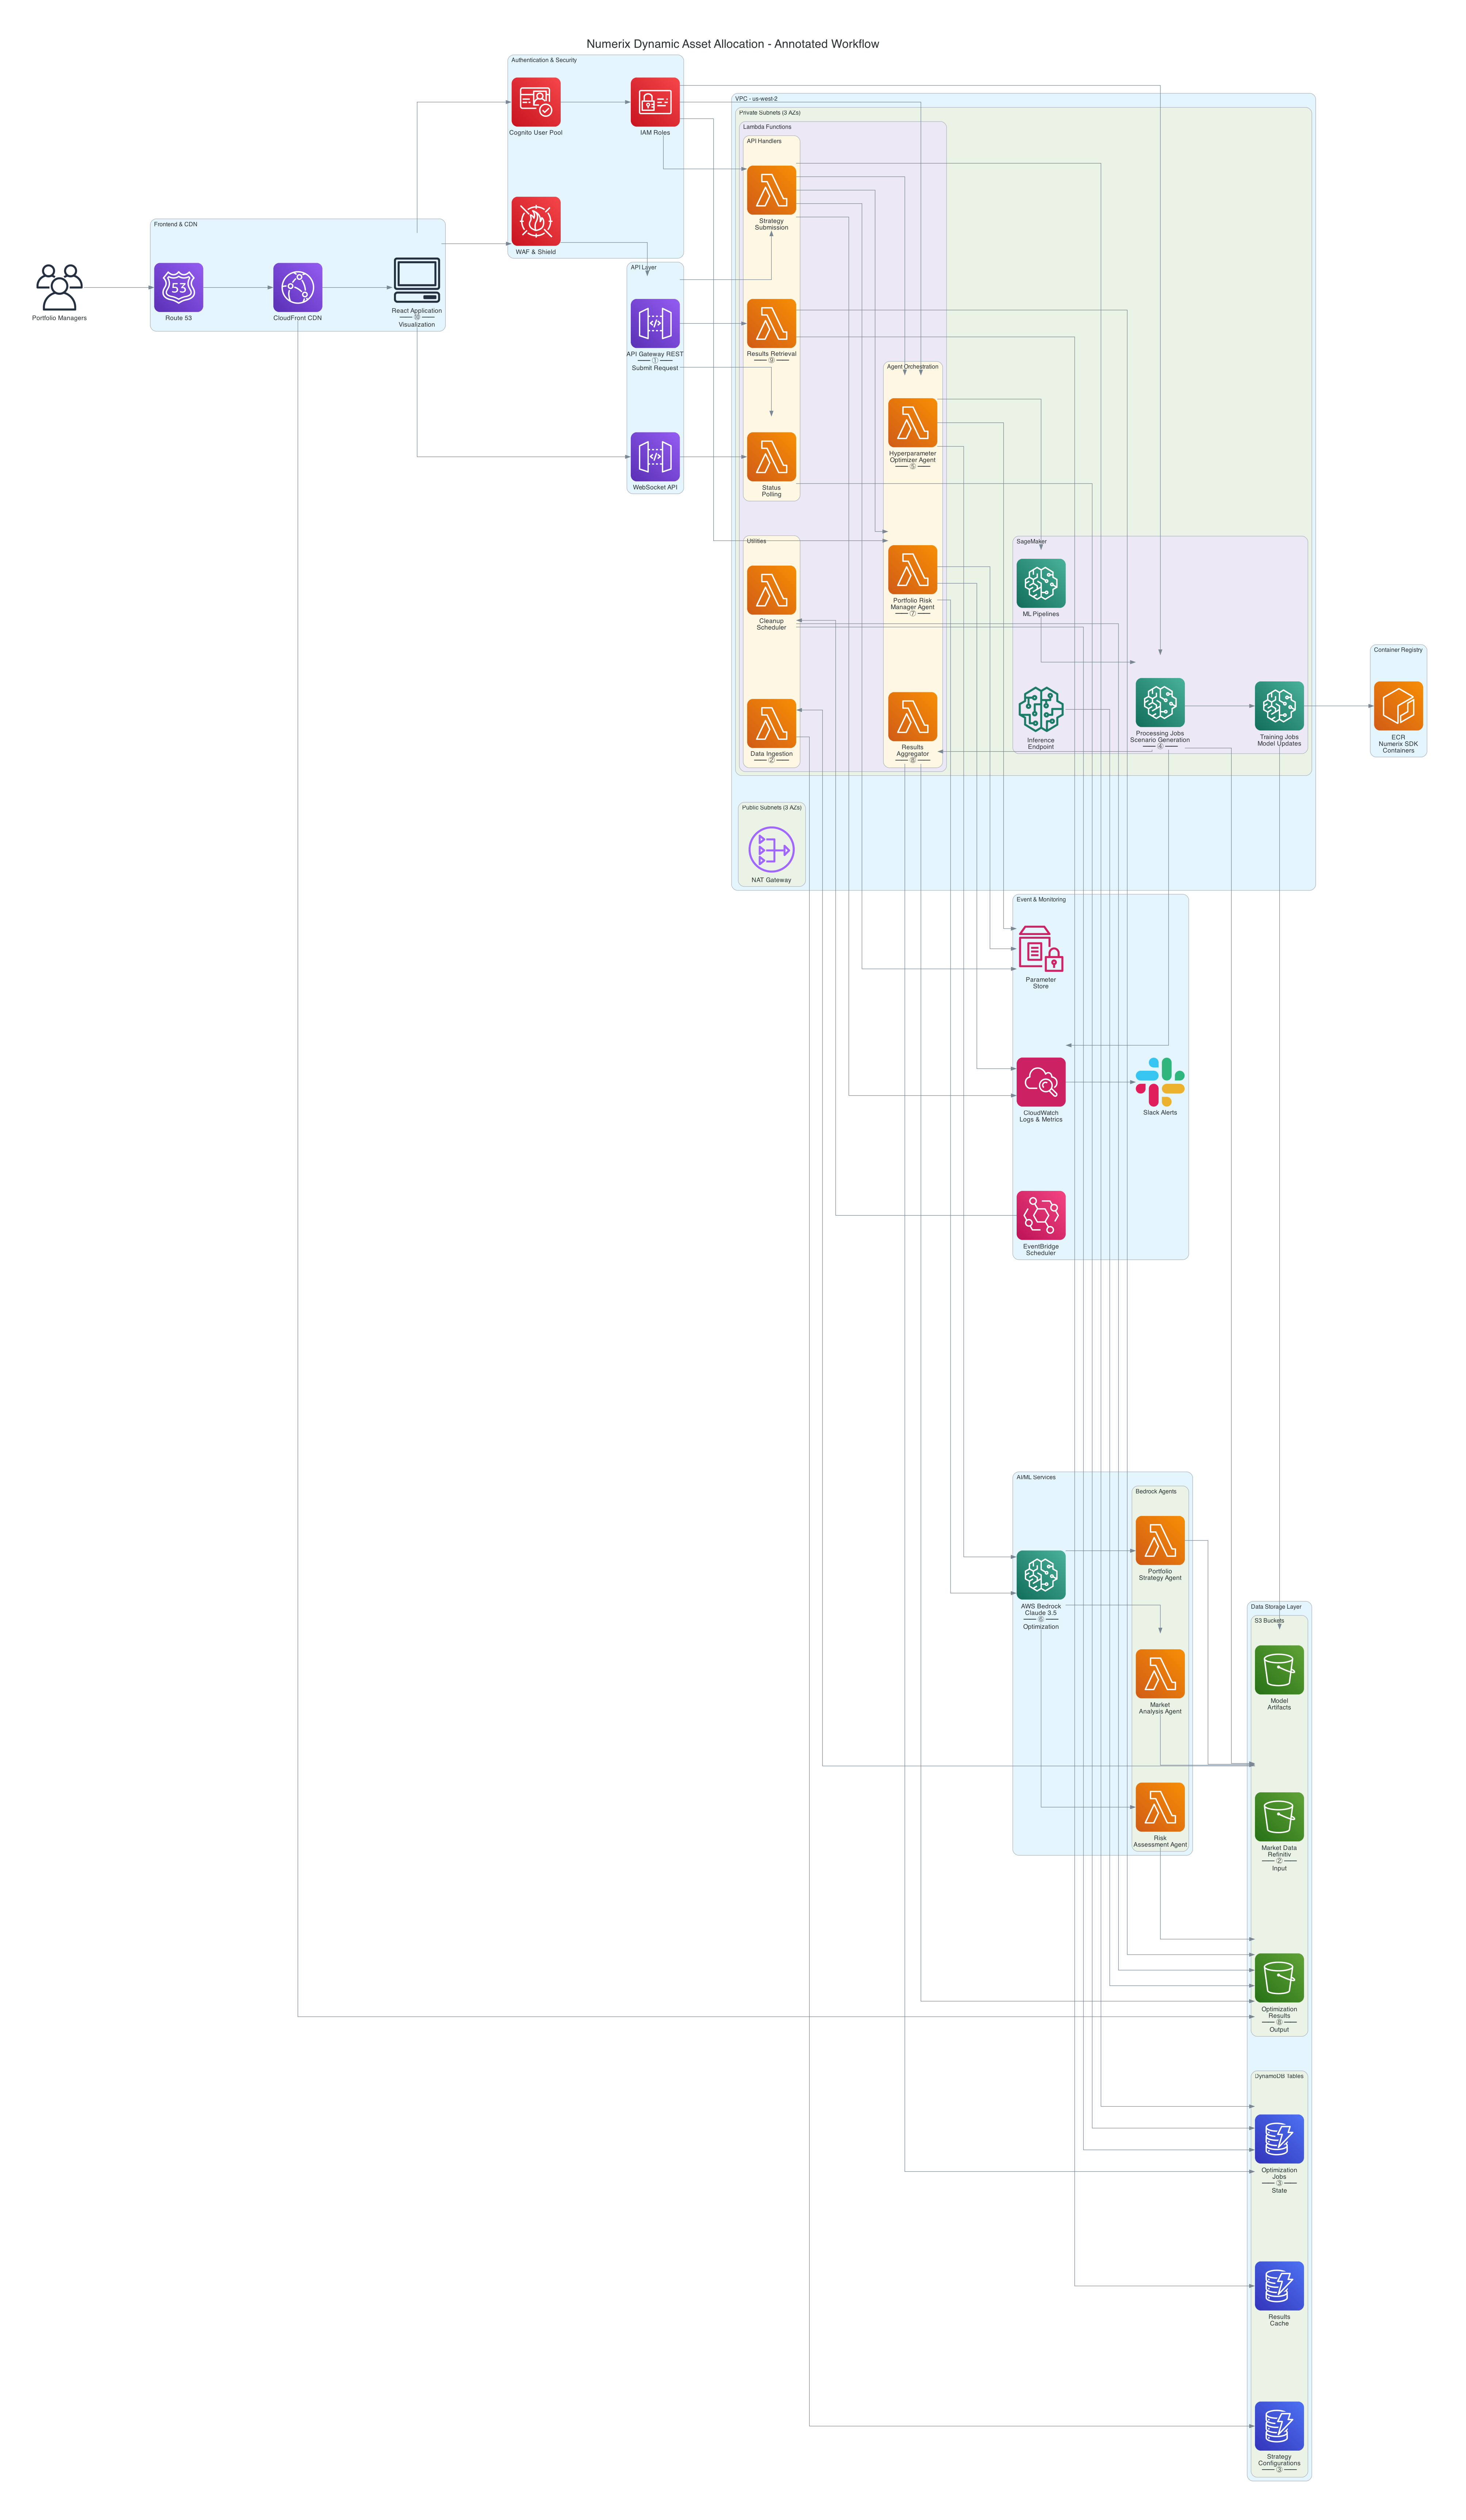 Numerix Dynamic Asset Allocation - Annotated Workflow
Authentication & Security
Cognito User Pool
IAM Roles
WAF & Shield
Frontend & CDN
Portfolio Managers
Route 53
53
CloudFront CDN
React Application
⑩
Visualization
API Layer
API Gateway REST
①
Submit Request
WebSocket API
VPC - us-west-2
Private Subnets (3 AZs)
Lambda Functions
API Handlers
Strategy
Submission
Results Retrieval
⑨
Status
Polling
Agent Orchestration
Hyperparameter
Optimizer Agent
⑤
Portfolio Risk
Manager Agent
⑦
Results
Aggregator
⑧
Utilities
Cleanup
Scheduler
Data Ingestion
②
SageMaker
ML Pipelines
Inference
Endpoint
Processing Jobs
Scenario Generation
④
Training Jobs
Model Updates
Container Registry
ECR
Numerix SDK
Containers
Public Subnets (3 AZs)
NAT Gateway
Event & Monitoring
Parameter
Store
CloudWatch
Logs & Metrics
Slack Alerts
EventBridge
Scheduler
AI/ML Services
AWS Bedrock
Claude 3.5
⑥
Optimization
Bedrock Agents
Portfolio
Strategy Agent
Market
Analysis Agent
Risk
Assessment Agent
Data Storage Layer
S3 Buckets
Model
Artifacts
Market Data
Refinitiv
②
Input
Optimization
Results
⑧
Output
DynamoDB Tables
Optimization
Jobs
③
State
Results
Cache
Strategy
Configurations
③